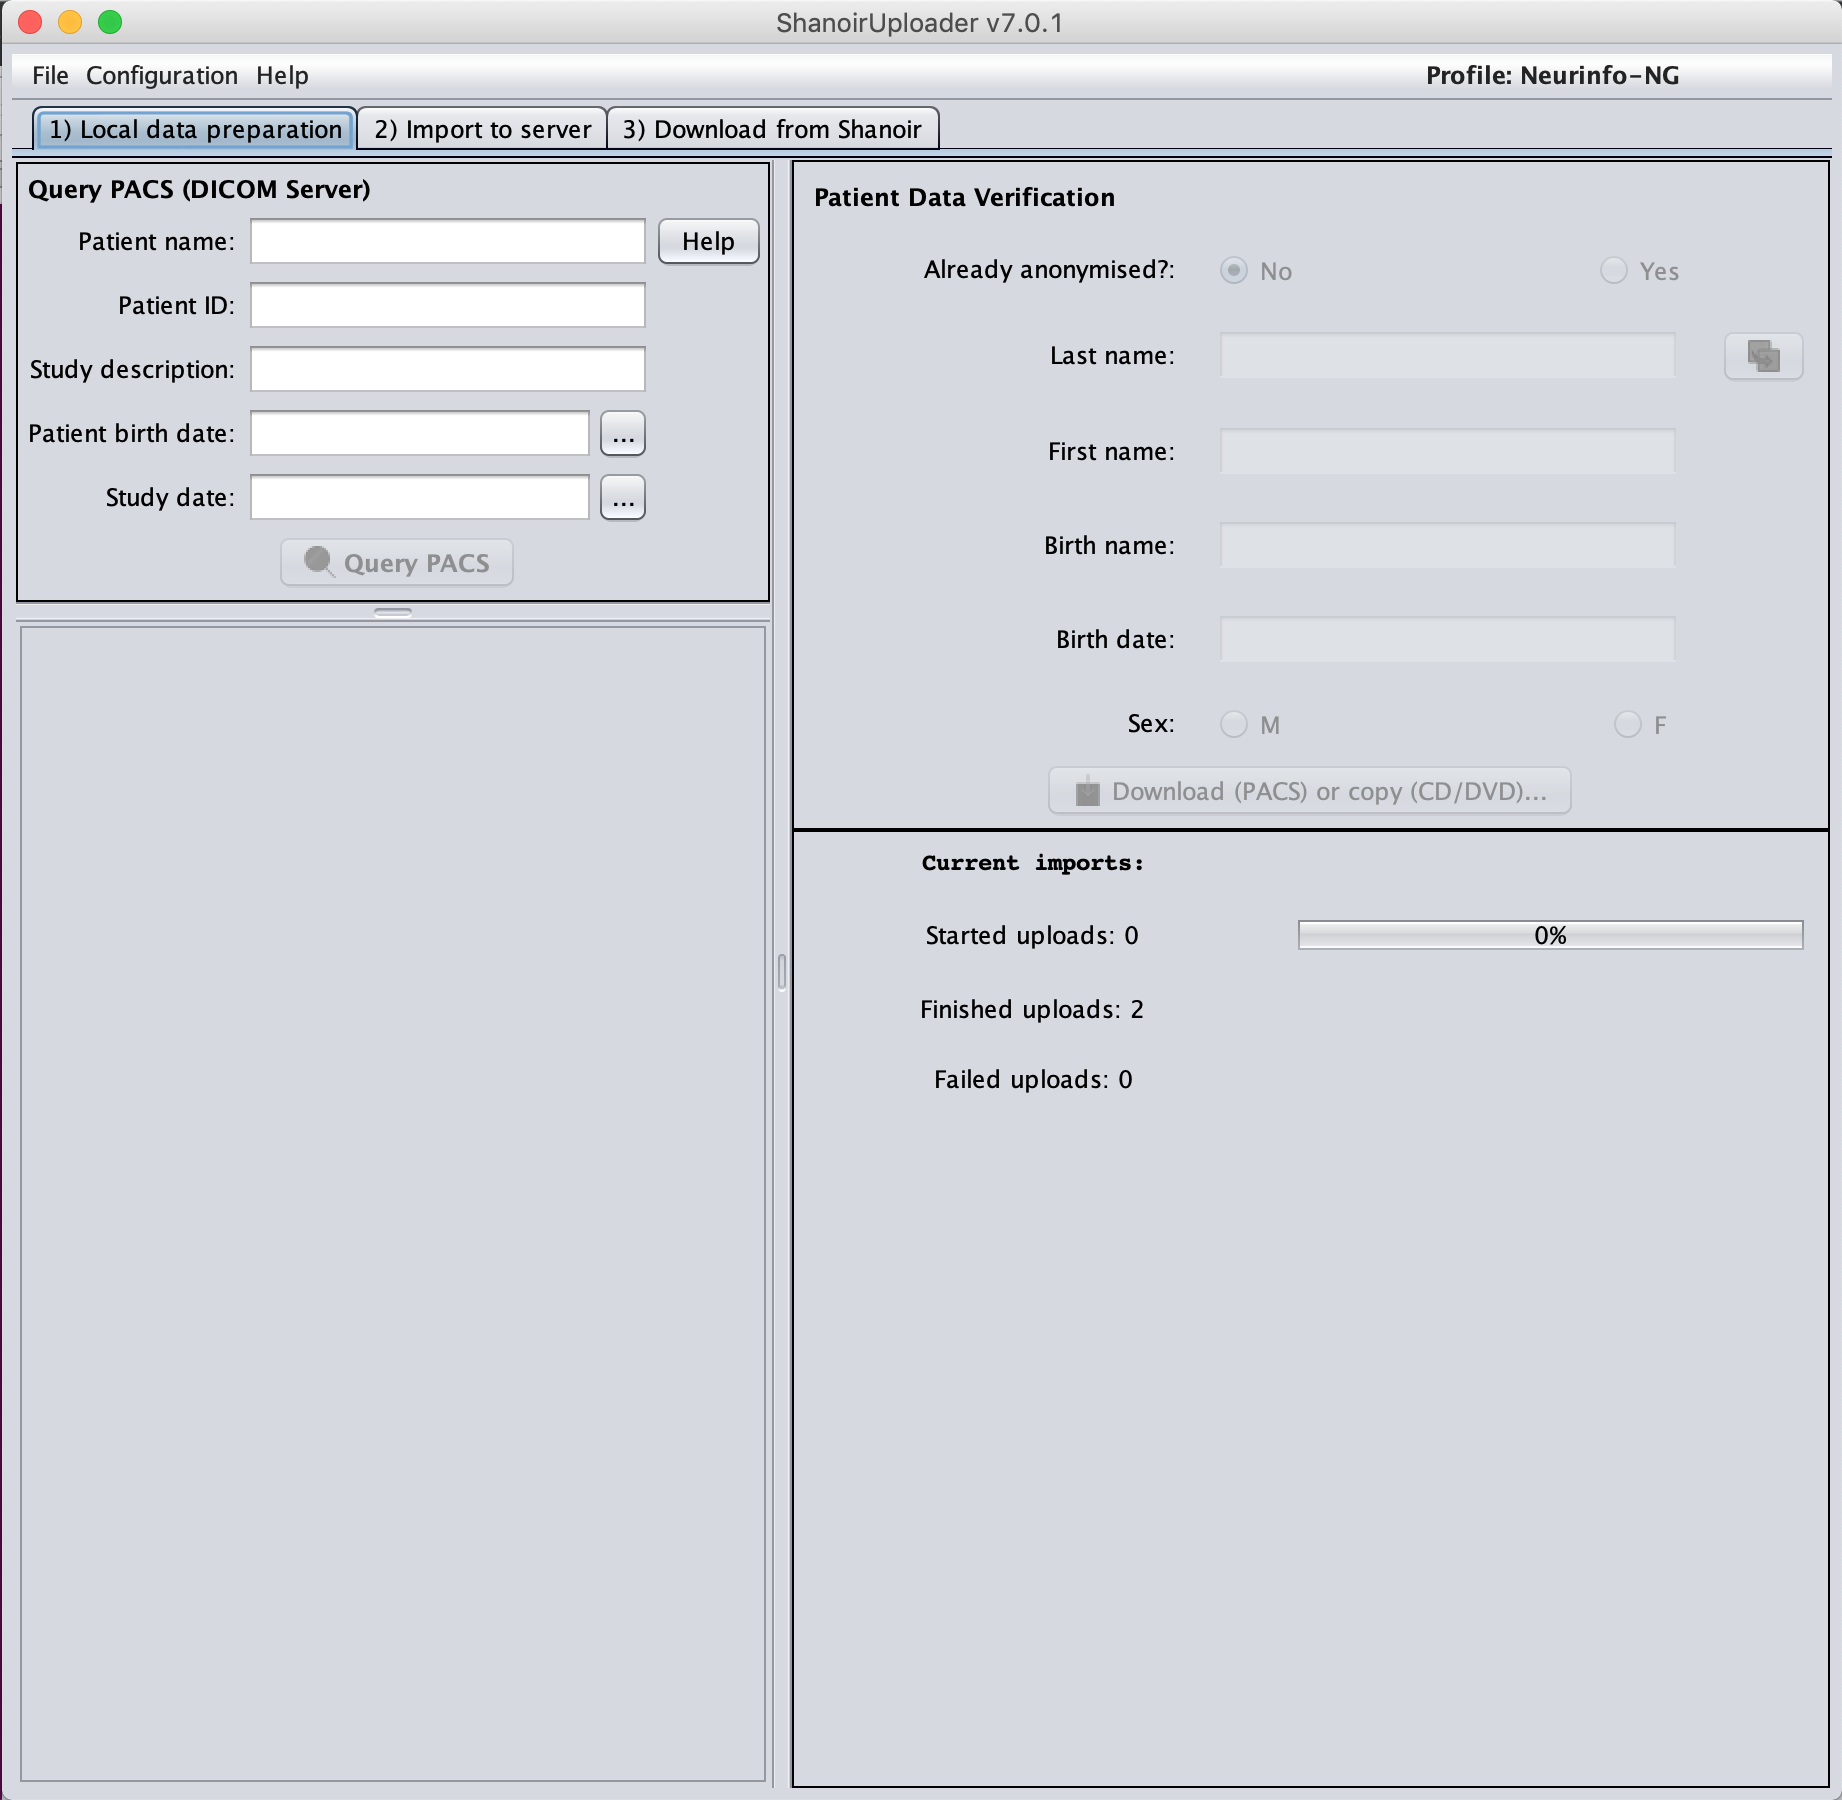 ShanoirUploader v7.0.1
File Configuration Help Profile: Neurinfo-NG
1) Local data preparation 2) Import to server 3) Download from Shanoir
Query PACS (DICOM Server)
Patient name: Help
Patient ID:
Study description:
Patient birth date: ...
Study date: ...
Query PACS
Patient Data Verification
Already anonymised?: No Yes
Last name:
First name:
Birth name:
Birth date:
Sex: M F
Download (PACS) or copy (CD/DVD)...
Current imports:
Started uploads: 0 0%
Finished uploads: 2
Failed uploads: 0